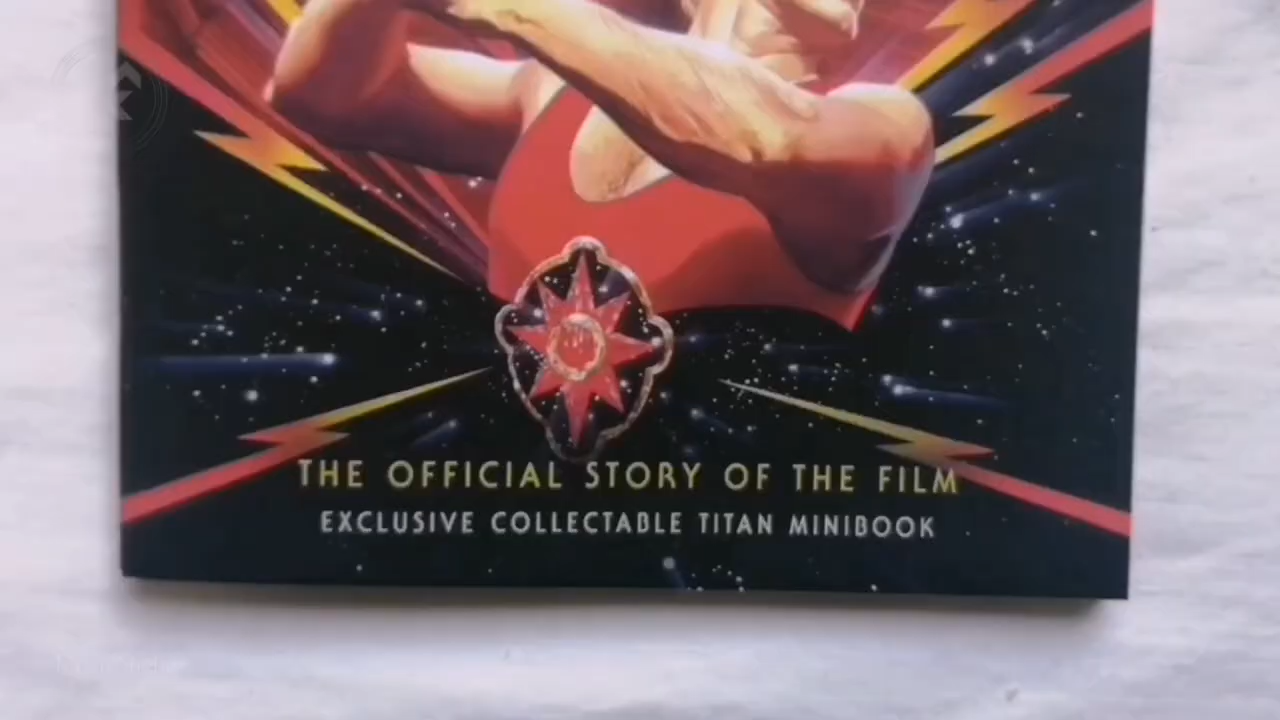 THE OFFICIAL STORY OF THE FILM
EXCLUSIVE COLLECTABLE TITAN MINIBOOK